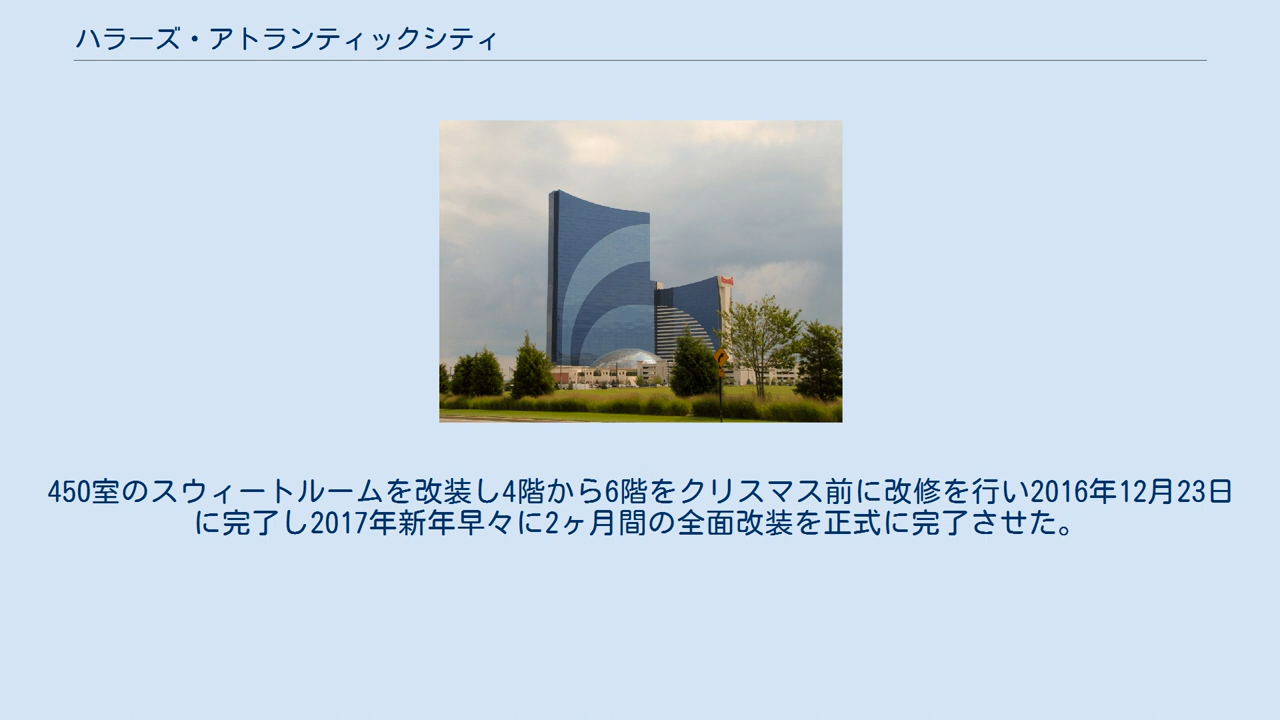 ハラーズ・アトランティックシティ
450室のスウィートルームを改装し4階から6階をクリスマス前に改修を行い2016年12月23日
に完了し2017年新年早々に2ヶ月間の全面改装を正式に完了させた。